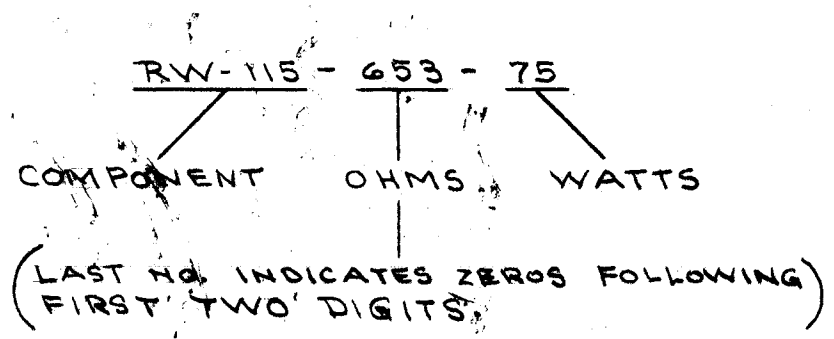 RW-115 - 653 - 75
COMPONENT OHMS WATTS
(LAST NO. INDICATES ZEROS FOLLOWING
FIRST TWO DIGITS.)